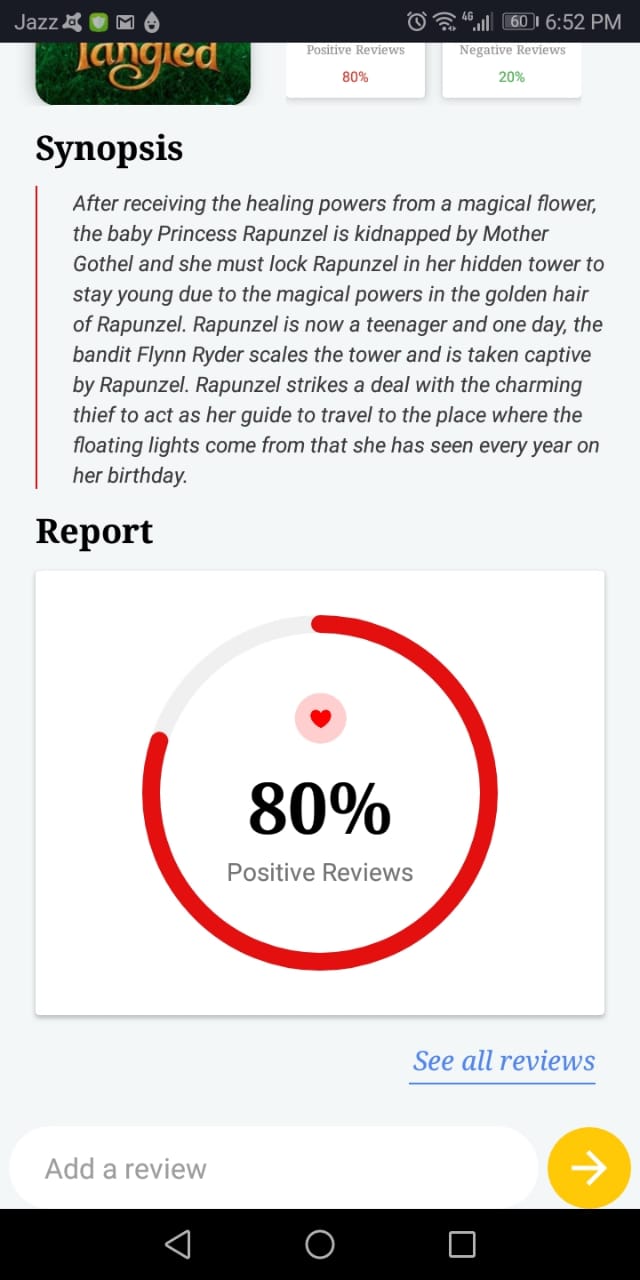 Jazz 4G 60 6:52 PM
Tangled
Positive Reviews
80%
Negative Reviews
20%
Synopsis
After receiving the healing powers from a magical flower,
the baby Princess Rapunzel is kidnapped by Mother
Gothel and she must lock Rapunzel in her hidden tower to
stay young due to the magical powers in the golden hair
of Rapunzel. Rapunzel is now a teenager and one day, the
bandit Flynn Ryder scales the tower and is taken captive
by Rapunzel. Rapunzel strikes a deal with the charming
thief to act as her guide to travel to the place where the
floating lights come from that she has seen every year on
her birthday.
Report
80%
Positive Reviews
See all reviews
Add a review